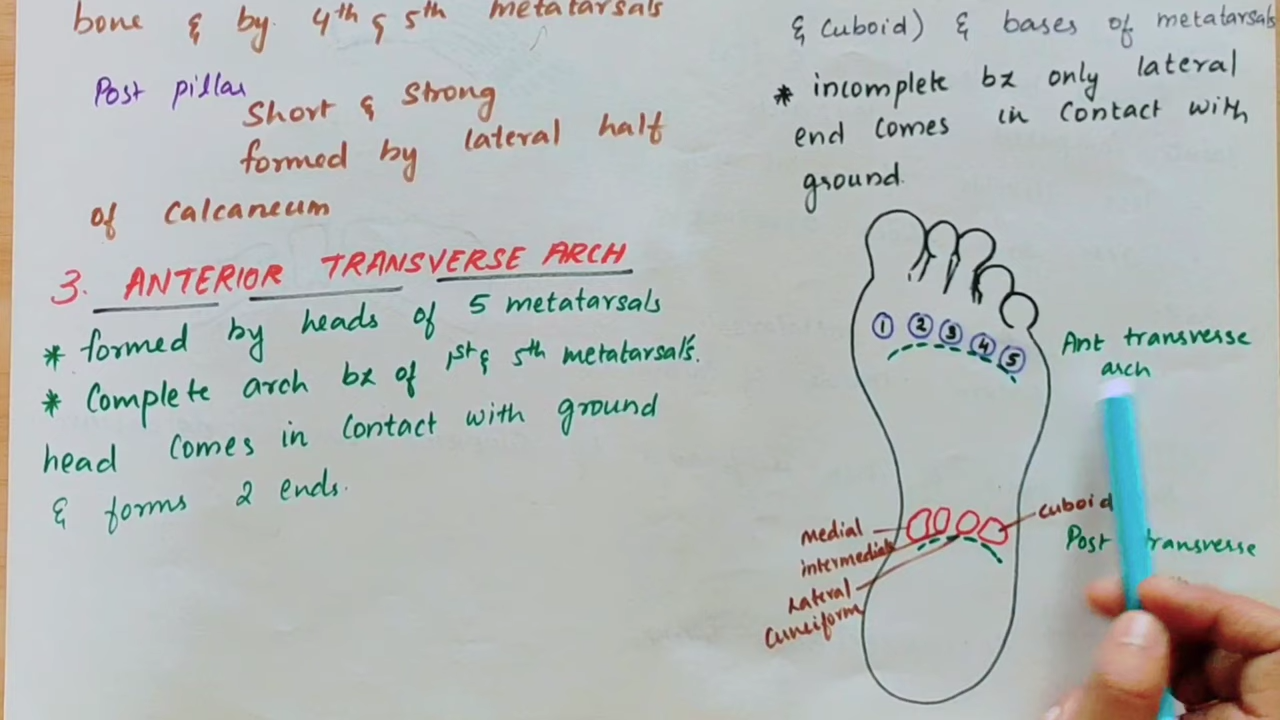 bone & by 4th & 5th metatarsals
Post pillar
Short & Strong
formed by lateral half
of calcaneum
3. ANTERIOR TRANSVERSE ARCH
* formed by heads of 5 metatarsals
* Complete arch bz of 1st & 5th metatarsals.
head comes in contact with ground
& forms 2 ends.
& cuboid) & bases of metatarsals
* incomplete bz only lateral
end comes in contact with
ground.
1 2 3 4 5
Ant transverse
arch
medial
intermediate
Lateral
Cuneiform
cuboid
Post transverse